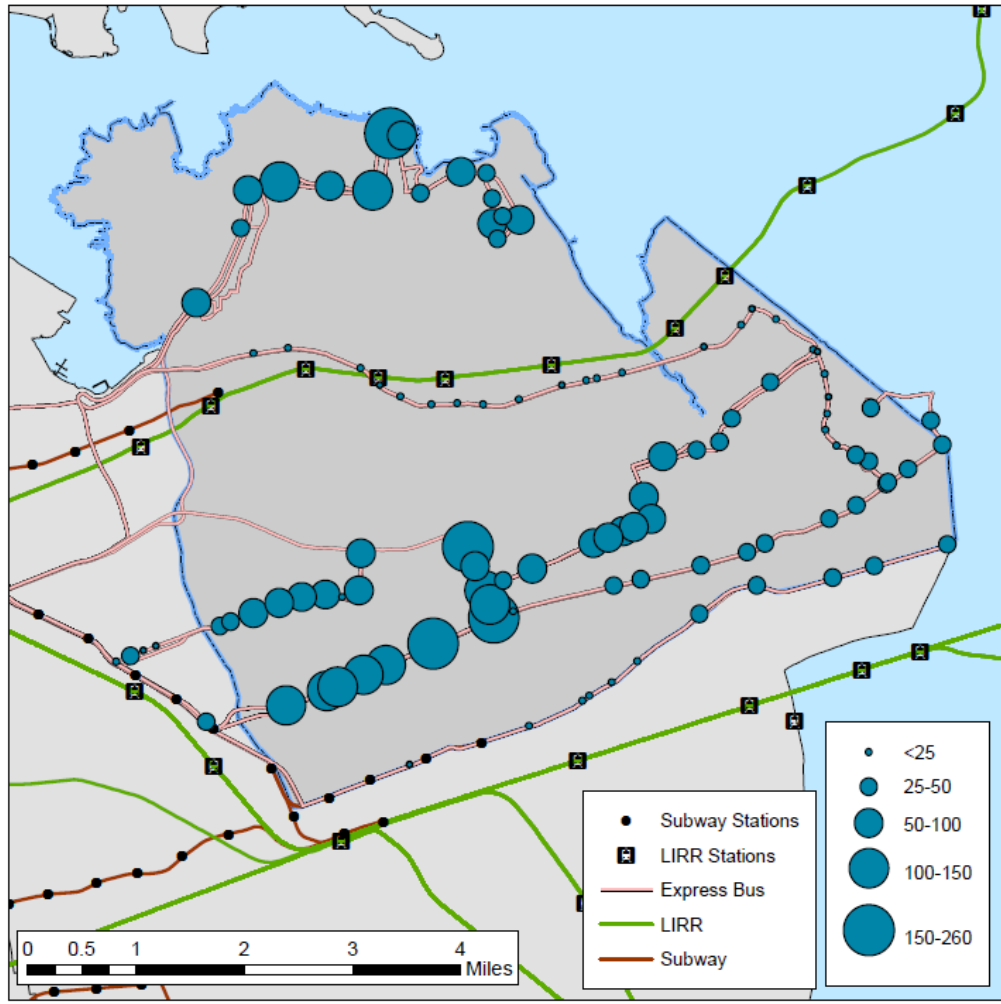 <25
25-50
50-100
100-150
150-260
Subway Stations
LIRR Stations
Express Bus
LIRR
Subway
0 0.5 1 2 3 4
Miles